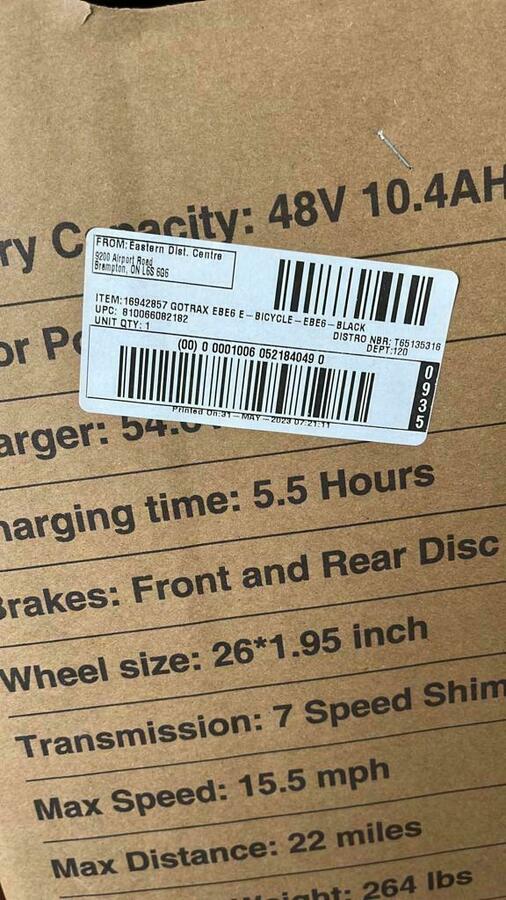 ry Capacity: 48V 10.4AH
FROM: Eastern Dist. Centre
9200 Airport Road
Brampton, ON L6S 6G6
ITEM: 16942857 GOTRAX EBE6 E-BICYCLE-EBE6-BLACK
UPC: 810066082182
DISTRO NBR: T65135316
UNIT QTY: 1
DEPT:120
(00) 0 0001006 052184049 0
0935
Printed On:31-MAY-2023 07:21:11
or Po
arger: 54.
harging time: 5.5 Hours
Brakes: Front and Rear Disc
Wheel size: 26*1.95 inch
Transmission: 7 Speed Shim
Max Speed: 15.5 mph
Max Distance: 22 miles
Weight: 264 lbs